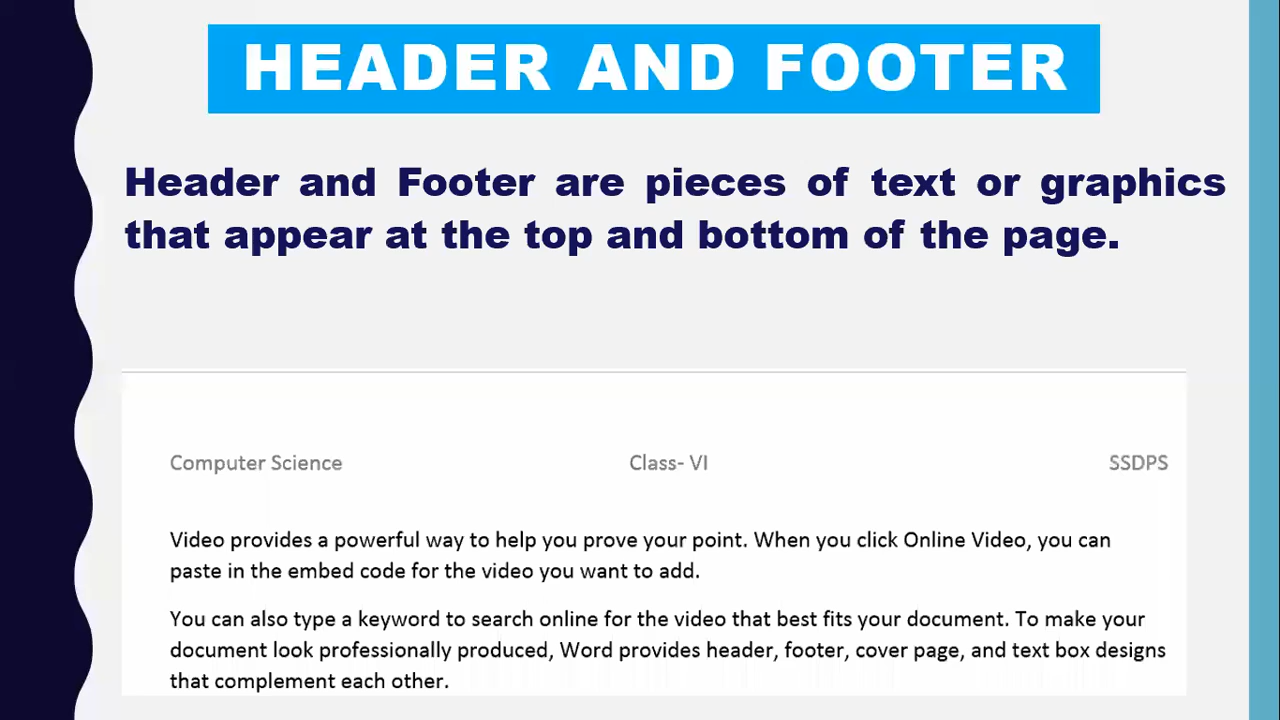 HEADER AND FOOTER
Header and Footer are pieces of text or graphics
that appear at the top and bottom of the page.
Computer Science Class- VI SSDPS
Video provides a powerful way to help you prove your point. When you click Online Video, you can
paste in the embed code for the video you want to add.
You can also type a keyword to search online for the video that best fits your document. To make your
document look professionally produced, Word provides header, footer, cover page, and text box designs
that complement each other.